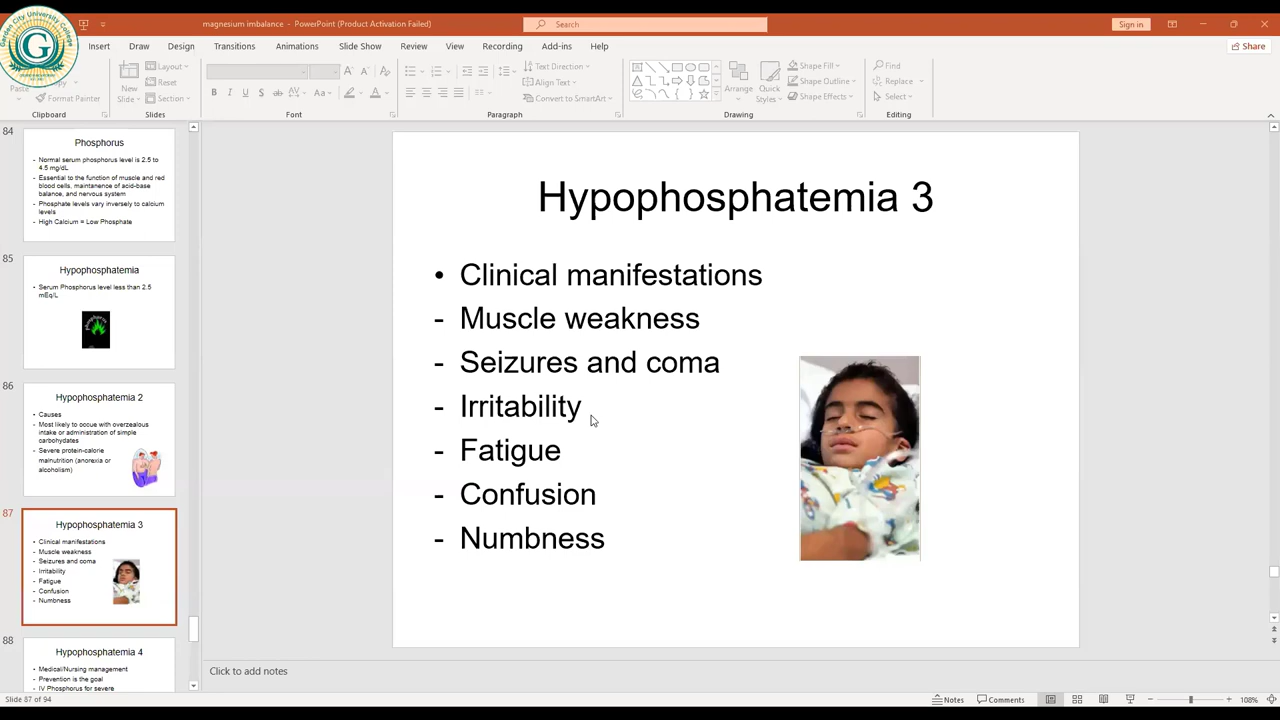 magnesium imbalance - PowerPoint (Product Activation Failed)
Search
Sign in
Garden City University College
G
Insert Draw Design Transitions Animations Slide Show Review View Recording Add-ins Help
Share
Paste
Format Painter
Clipboard
New Slide
Layout
Reset
Section
Slides
Font
Text Direction
Align Text
Convert to SmartArt
Paragraph
Arrange
Quick Styles
Shape Fill
Shape Outline
Shape Effects
Drawing
Find
Replace
Select
Editing
84
Phosphorus
- Normal serum phosphorus level is 2.5 to
4.5 mg/dL
- Essential to the function of muscle and red
blood cells, maintanence of acid-base
balance, and nervous system
- Phosphate levels vary inversely to calcium
levels
- High Calcium = Low Phosphate
85
Hypophosphatemia
- Serum Phosphorus level less than 2.5
mEq/L
86
Hypophosphatemia 2
- Causes
- Most likely to occue with overzealous
intake or administration of simple
carbohydates
- Severe protein-calorie
malnutrition (anorexia or
alcoholism)
87
Hypophosphatemia 3
- Clinical manifestations
- Muscle weakness
- Seizures and coma
- Irritability
- Fatigue
- Confusion
- Numbness
88
Hypophosphatemia 4
- Medical/Nursing management
- Prevention is the goal
- IV Phosphorus for severe
Hypophosphatemia 3
• Clinical manifestations
- Muscle weakness
- Seizures and coma
- Irritability
- Fatigue
- Confusion
- Numbness
Click to add notes
Slide 87 of 94
Notes
Comments
108%